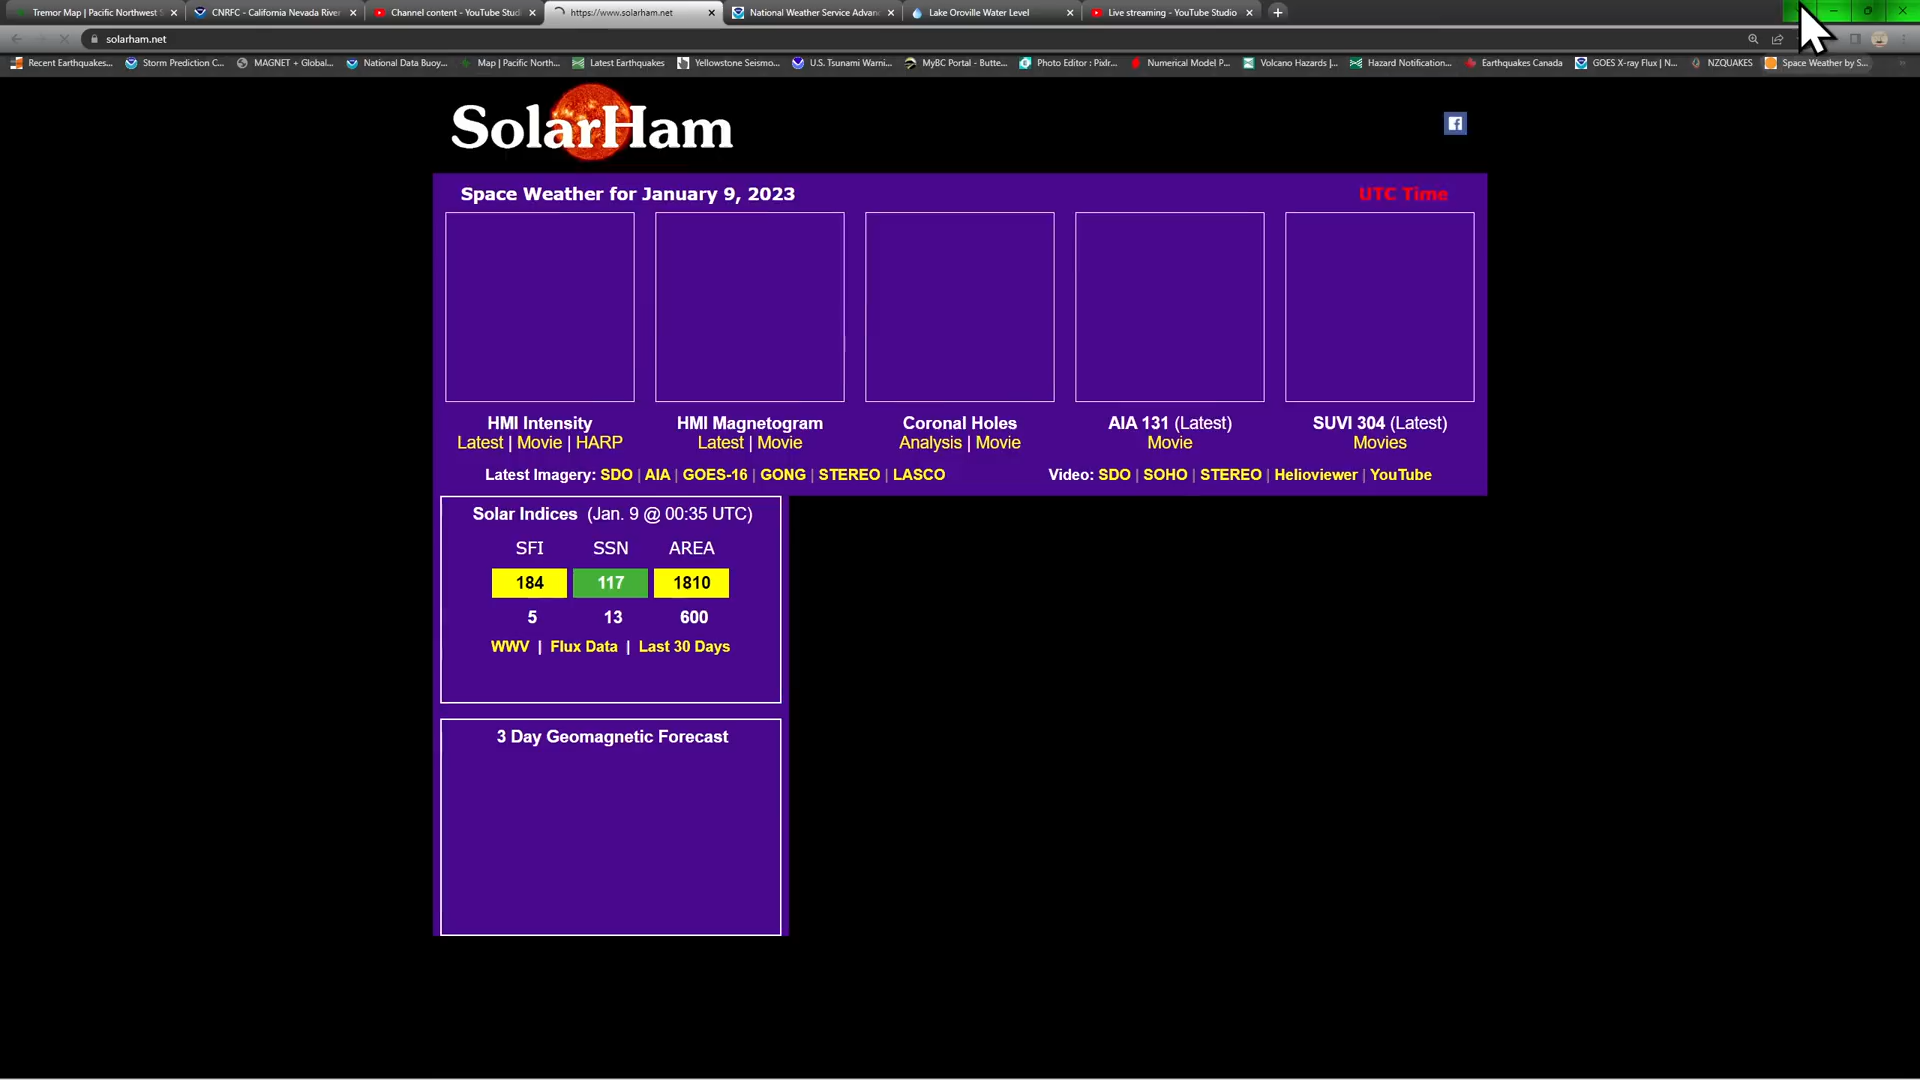 Tremor Map | Pacific Northwest S
CNRFC - California Nevada River
Channel content - YouTube Studi
https://www.solarham.net
National Weather Service Advan
Lake Oroville Water Level
Live streaming - YouTube Studio
solarham.net
Recent Earthquakes...
Storm Prediction C...
MAGNET + Global...
National Data Buoy...
Map | Pacific North...
Latest Earthquakes
Yellowstone Seismo...
U.S. Tsunami Warni...
MyBC Portal - Butte...
Photo Editor : Pixlr...
Numerical Model P...
Volcano Hazards |...
Hazard Notification...
Earthquakes Canada
GOES X-ray Flux | N...
NZQUAKES
Space Weather by S...
SolarHam
Space Weather for January 9, 2023
UTC Time
HMI Intensity
Latest | Movie | HARP
HMI Magnetogram
Latest | Movie
Coronal Holes
Analysis | Movie
AIA 131 (Latest)
Movie
SUVI 304 (Latest)
Movies
Latest Imagery: SDO | AIA | GOES-16 | GONG | STEREO | LASCO
Video: SDO | SOHO | STEREO | Helioviewer | YouTube
Solar Indices (Jan. 9 @ 00:35 UTC)
SFI SSN AREA
184 117 1810
5 13 600
WWV | Flux Data | Last 30 Days
3 Day Geomagnetic Forecast